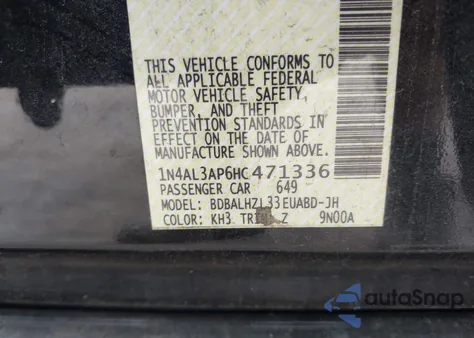 THIS VEHICLE CONFORMS TO
ALL APPLICABLE FEDERAL
MOTOR VEHICLE SAFETY,
BUMPER, AND THEFT
PREVENTION STANDARDS IN
EFFECT ON THE DATE OF
MANUFACTURE SHOWN ABOVE.
1N4AL3AP6HC471336
PASSENGER CAR 649
MODEL: BDBALHZL33EUABD-JH
COLOR: KH3 Z 9N00A
autoSnap